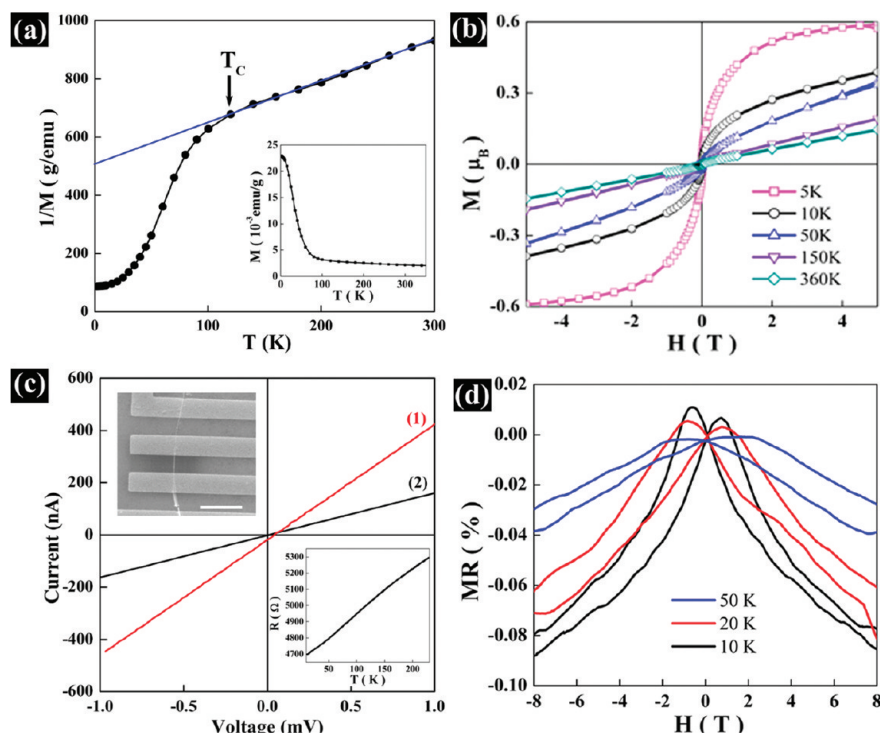 (a)
1000
800
600
400
200
0
1/M ( g/emu)
T_C
25
20
15
10
5
0
M ( 10⁻³emu/g )
0 100 200 300
T ( K )
0 100 200 300
T (K)
(b)
0.6
0.3
0.0
-0.3
-0.6
M ( μ_B )
5K
10K
50K
150K
360K
-4 -2 0 2 4
H ( T )
(c)
600
400
200
0
-200
-400
-600
Current (nA)
(1)
(2)
5300
5200
5100
5000
4900
4800
4700
R ( Ω )
50 100 150 200
T ( K )
-1.0 -0.5 0.0 0.5 1.0
Voltage (mV)
(d)
0.02
0.00
-0.02
-0.04
-0.06
-0.08
-0.10
MR ( % )
50 K
20 K
10 K
-8 -6 -4 -2 0 2 4 6 8
H ( T )